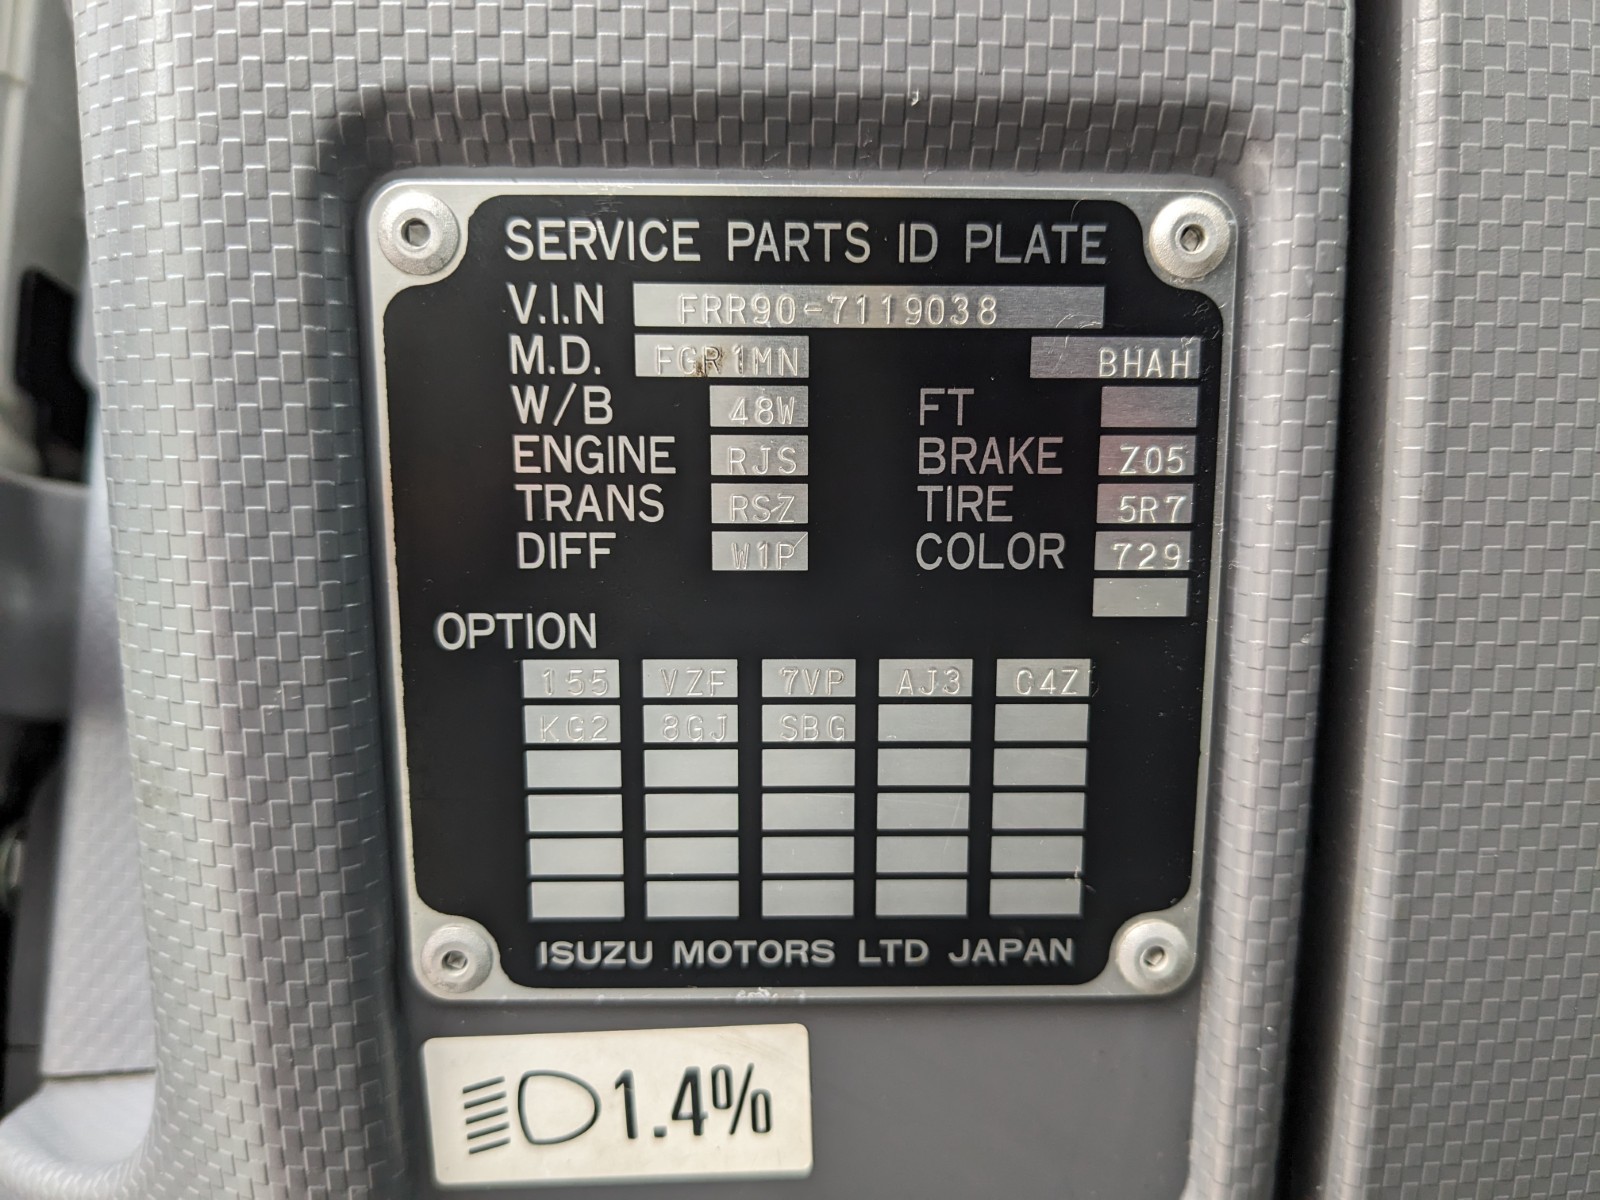 SERVICE PARTS ID PLATE
V.I.N FRR90-7119038
M.D. FGR1MN BHAH
W/B 48W FT
ENGINE RJS BRAKE Z05
TRANS RSZ TIRE 5R7
DIFF W1P COLOR 729
OPTION
155 VZF 7VP AJ3 C4Z
KG2 8GJ SBG
ISUZU MOTORS LTD JAPAN
1.4%